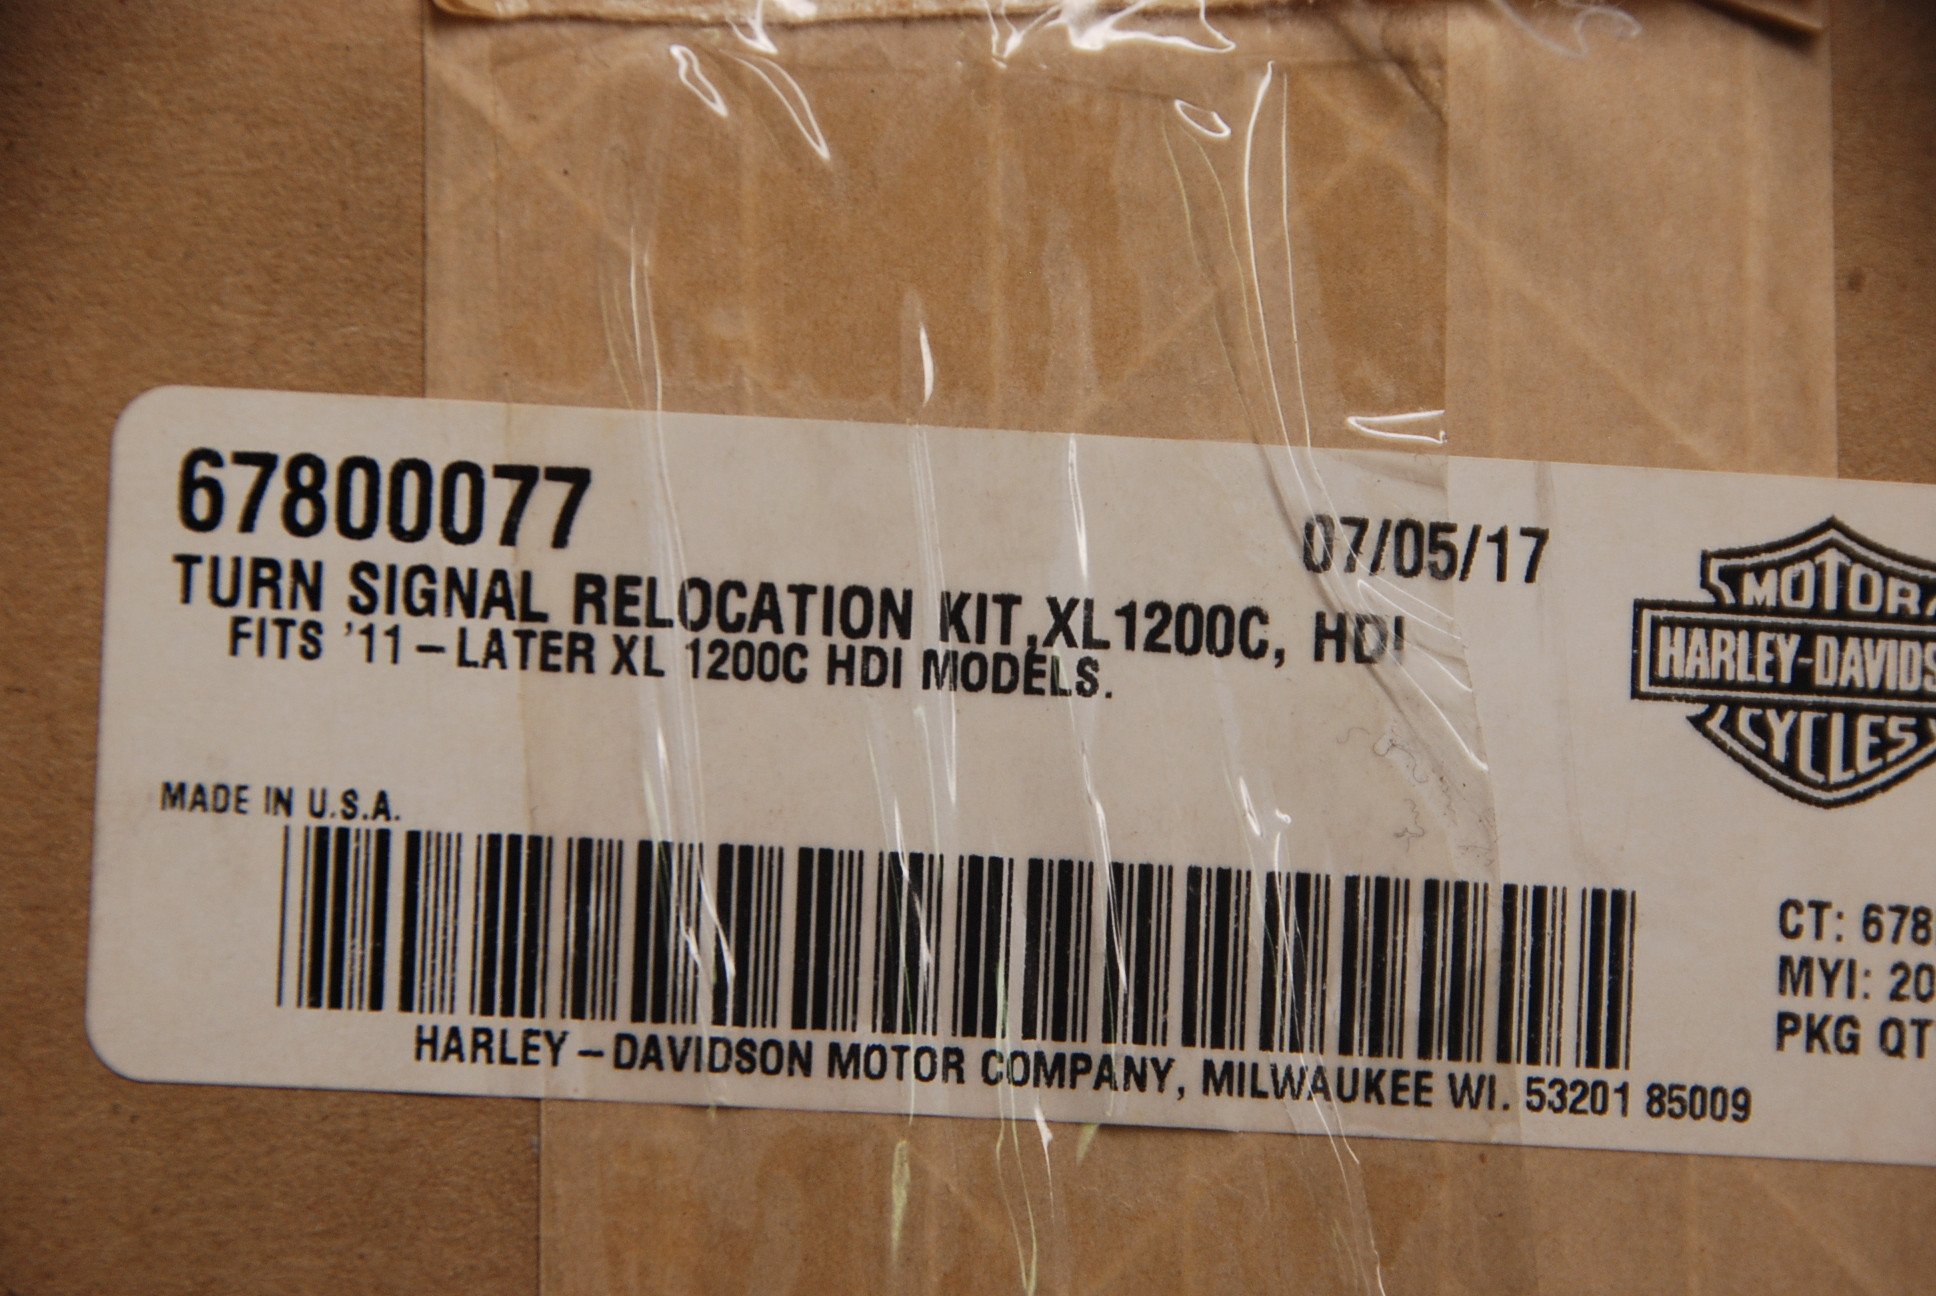 67800077
07/05/17
TURN SIGNAL RELOCATION KIT,XL1200C, HDI
FITS '11-LATER XL 1200C HDI MODELS.
MOTOR
HARLEY-DAVIDS
CYCLES
MADE IN U.S.A.
CT: 678
MYI: 20
PKG QT
HARLEY-DAVIDSON MOTOR COMPANY, MILWAUKEE WI. 53201 85009